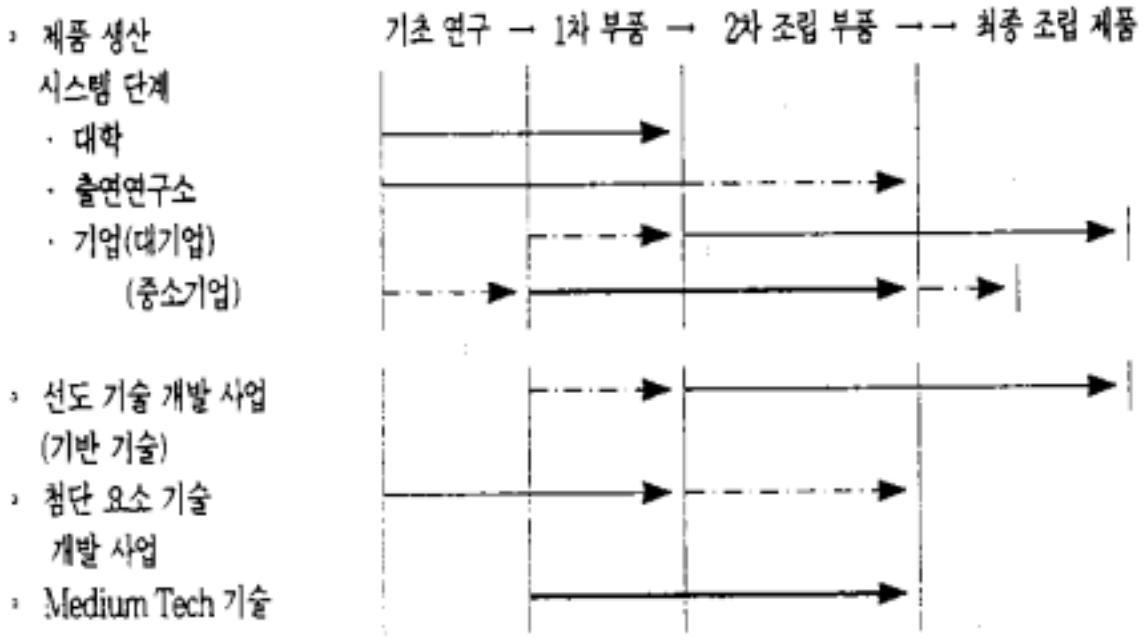 제품 생산 기초 연구 → 1차 부품 → 2차 조립 부품 →→ 최종 조립 제품
시스템 단계
· 대학
· 출연연구소
· 기업(대기업)
(중소기업)
선도 기술 개발 사업
(기반 기술)
첨단 요소 기술
개발 사업
Medium Tech 기술